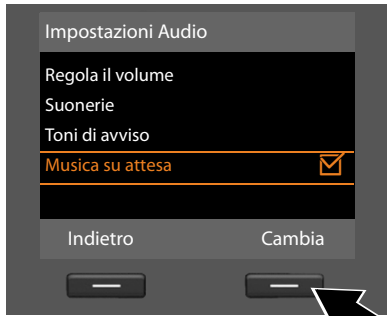 Impostazioni Audio
Regola il volume
Suonerie
Toni di avviso
Musica su attesa
Indietro Cambia